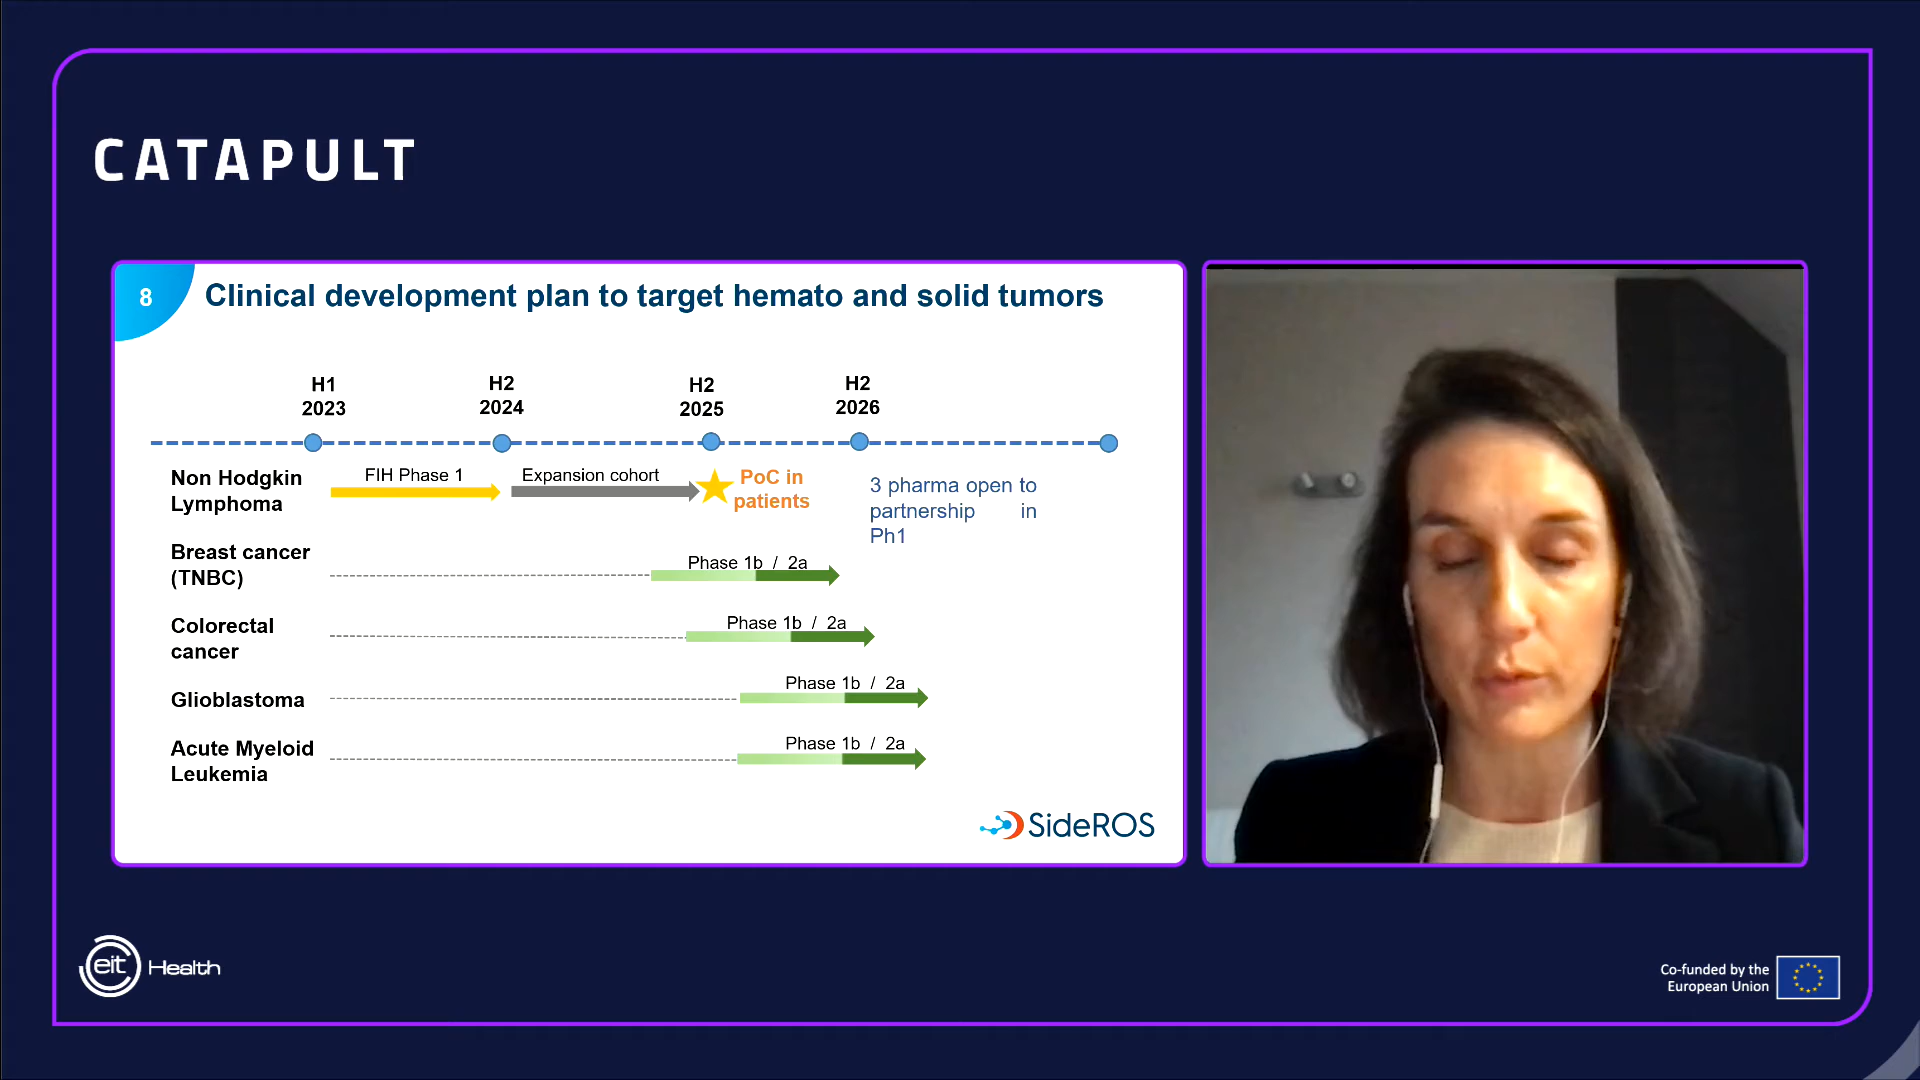 CATAPULT
8
Clinical development plan to target hemato and solid tumors
H1
2023
H2
2024
H2
2025
H2
2026
Non Hodgkin
Lymphoma
FIH Phase 1
Expansion cohort
PoC in
patients
3 pharma open to
partnership in
Ph1
Breast cancer
(TNBC)
Phase 1b / 2a
Colorectal
cancer
Phase 1b / 2a
Glioblastoma
Phase 1b / 2a
Acute Myeloid
Leukemia
Phase 1b / 2a
SideROS
eit Health
Co-funded by the
European Union